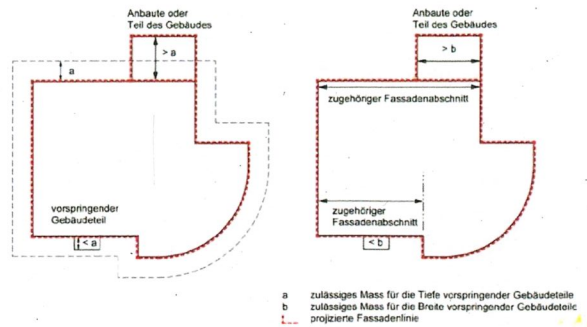 Anbaute oder
Teil des Gebäudes
> a
a
vorspringender
Gebäudeteil
< a
Anbaute oder
Teil des Gebäudes
> b
zugehöriger Fassadenabschnitt
zugehöriger
Fassadenabschnitt
< b
a zulässiges Mass für die Tiefe vorspringender Gebäudeteile
b zulässiges Mass für die Breite vorspringender Gebäudeteile
projizierte Fassadenlinie